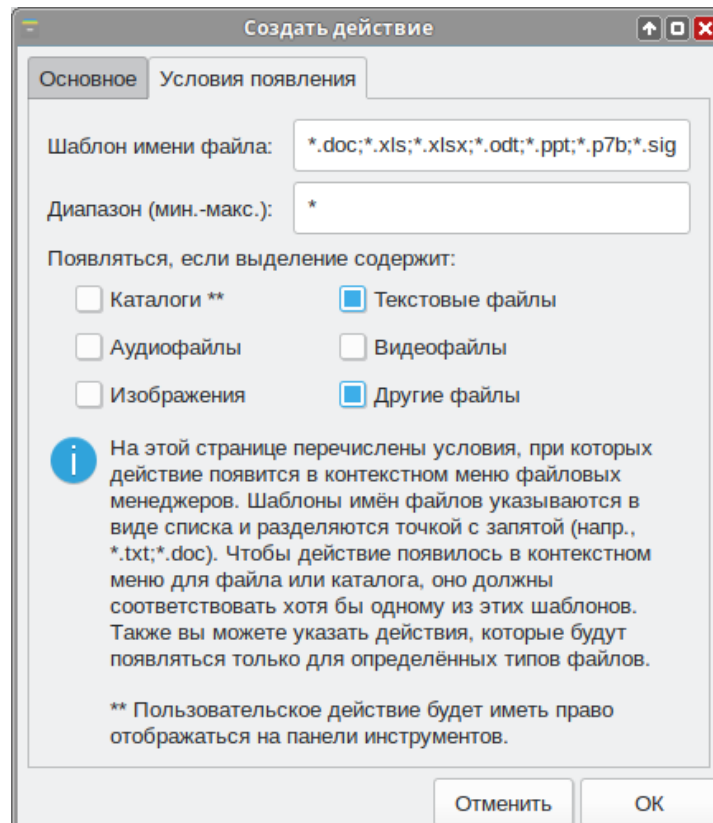 Создать действие
Основное
Условия появления
Шаблон имени файла:
*.doc;*.xls;*.xlsx;*.odt;*.ppt;*.p7b;*.sig
Диапазон (мин.-макс.):
*
Появляться, если выделение содержит:
Каталоги **
Текстовые файлы
Аудиофайлы
Видеофайлы
Изображения
Другие файлы
На этой странице перечислены условия, при которых
действие появится в контекстном меню файловых
менеджеров. Шаблоны имён файлов указываются в
виде списка и разделяются точкой с запятой (напр.,
*.txt;*.doc). Чтобы действие появилось в контекстном
меню для файла или каталога, оно должны
соответствовать хотя бы одному из этих шаблонов.
Также вы можете указать действия, которые будут
появляться только для определённых типов файлов.
** Пользовательское действие будет иметь право
отображаться на панели инструментов.
Отменить
ОК